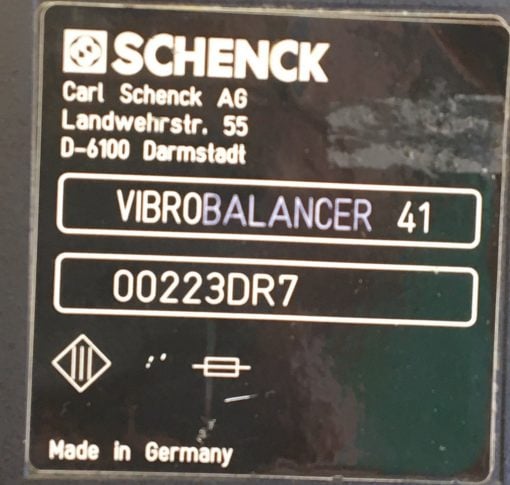 SCHENCK
Carl Schenck AG
Landwehrstr. 55
D-6100 Darmstadt
VIBROBALANCER 41
00223DR7
Made in Germany